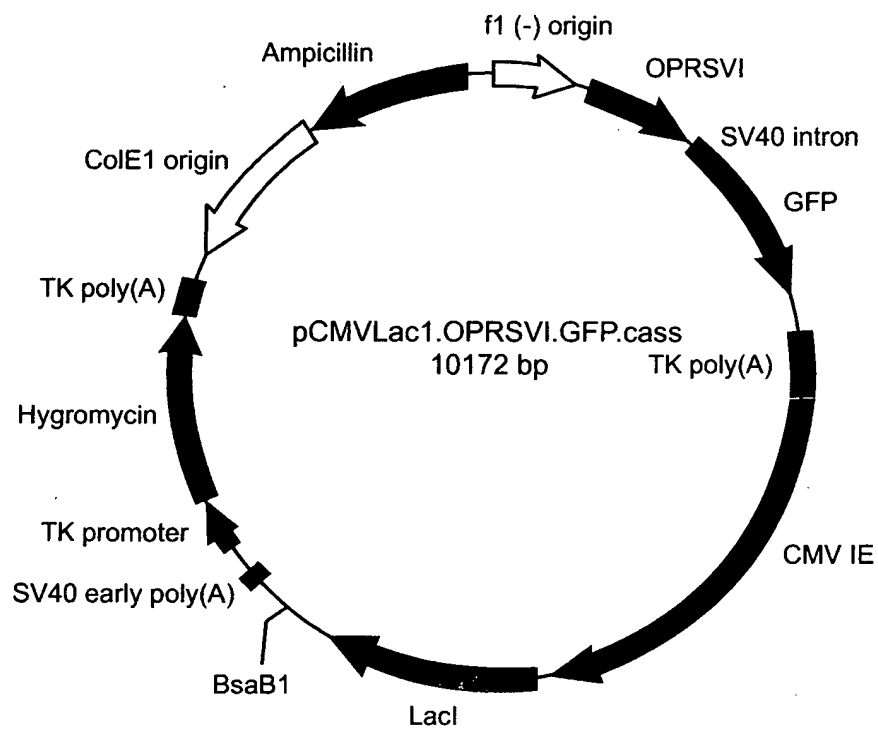 f1 (-) origin
Ampicillin
OPRSVI
SV40 intron
ColE1 origin
GFP
TK poly(A)
pCMVLac1.OPRSVI.GFP.cass
10172 bp
TK poly(A)
Hygromycin
TK promoter
CMV IE
SV40 early poly(A)
BsaB1
LacI